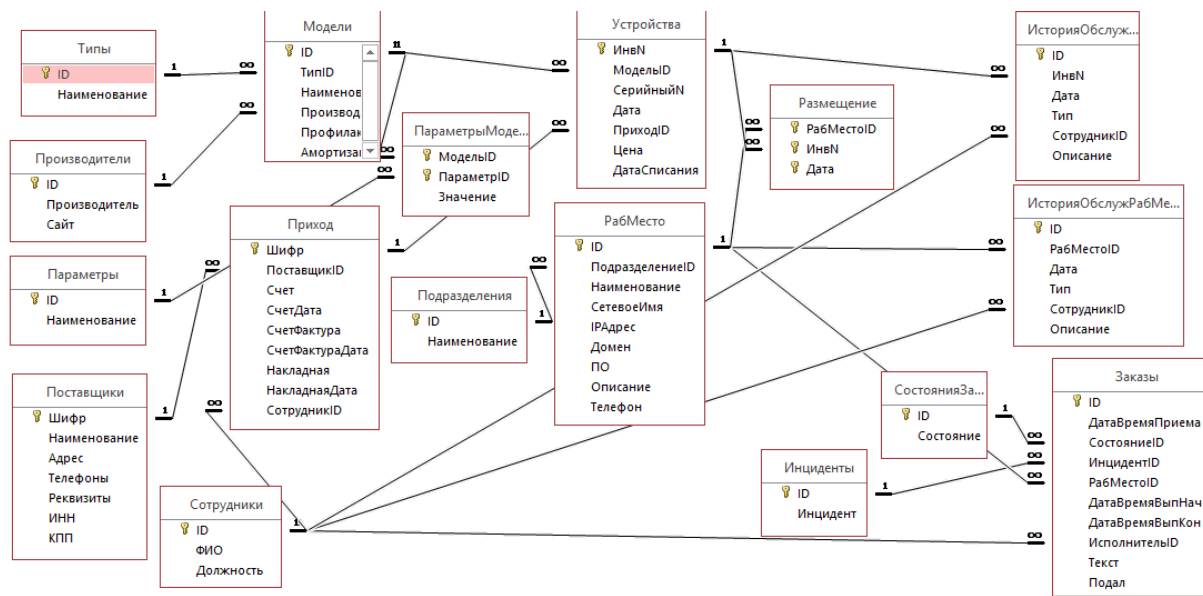 Типы
ID
Наименование
Производители
ID
Производитель
Сайт
Параметры
ID
Наименование
Поставщики
Шифр
Наименование
Адрес
Телефоны
Реквизиты
ИНН
КПП
Модели
ID
ТипID
Наимено
Производ
Профилак
Амортиза
Приход
Шифр
ПоставщикID
Счет
СчетДата
СчетФактура
СчетФактураДата
Накладная
НакладнаяДата
СотрудникID
Сотрудники
ID
ФИО
Должность
ПараметрыМоде...
МодельID
ПараметрID
Значение
Подразделения
ID
Наименование
Устройства
ИнвN
МодельID
СерийныйN
Дата
ПриходID
Цена
ДатаСписания
РабМесто
ID
ПодразделениеID
Наименование
СетевоеИмя
IPАдрес
Домен
ПО
Описание
Телефон
Размещение
РабМестоID
ИнвN
Дата
Инциденты
ID
Инцидент
СостоянияЗа...
ID
Состояние
ИсторияОбслуж...
ID
ИнвN
Дата
Тип
СотрудникID
Описание
ИсторияОбслужРабМе...
ID
РабМестоID
Дата
Тип
СотрудникID
Описание
Заказы
ID
ДатаВремяПриема
СостояниеID
ИнцидентID
РабМестоID
ДатаВремяВыпНач
ДатаВремяВыпКон
ИсполнительID
Текст
Подал